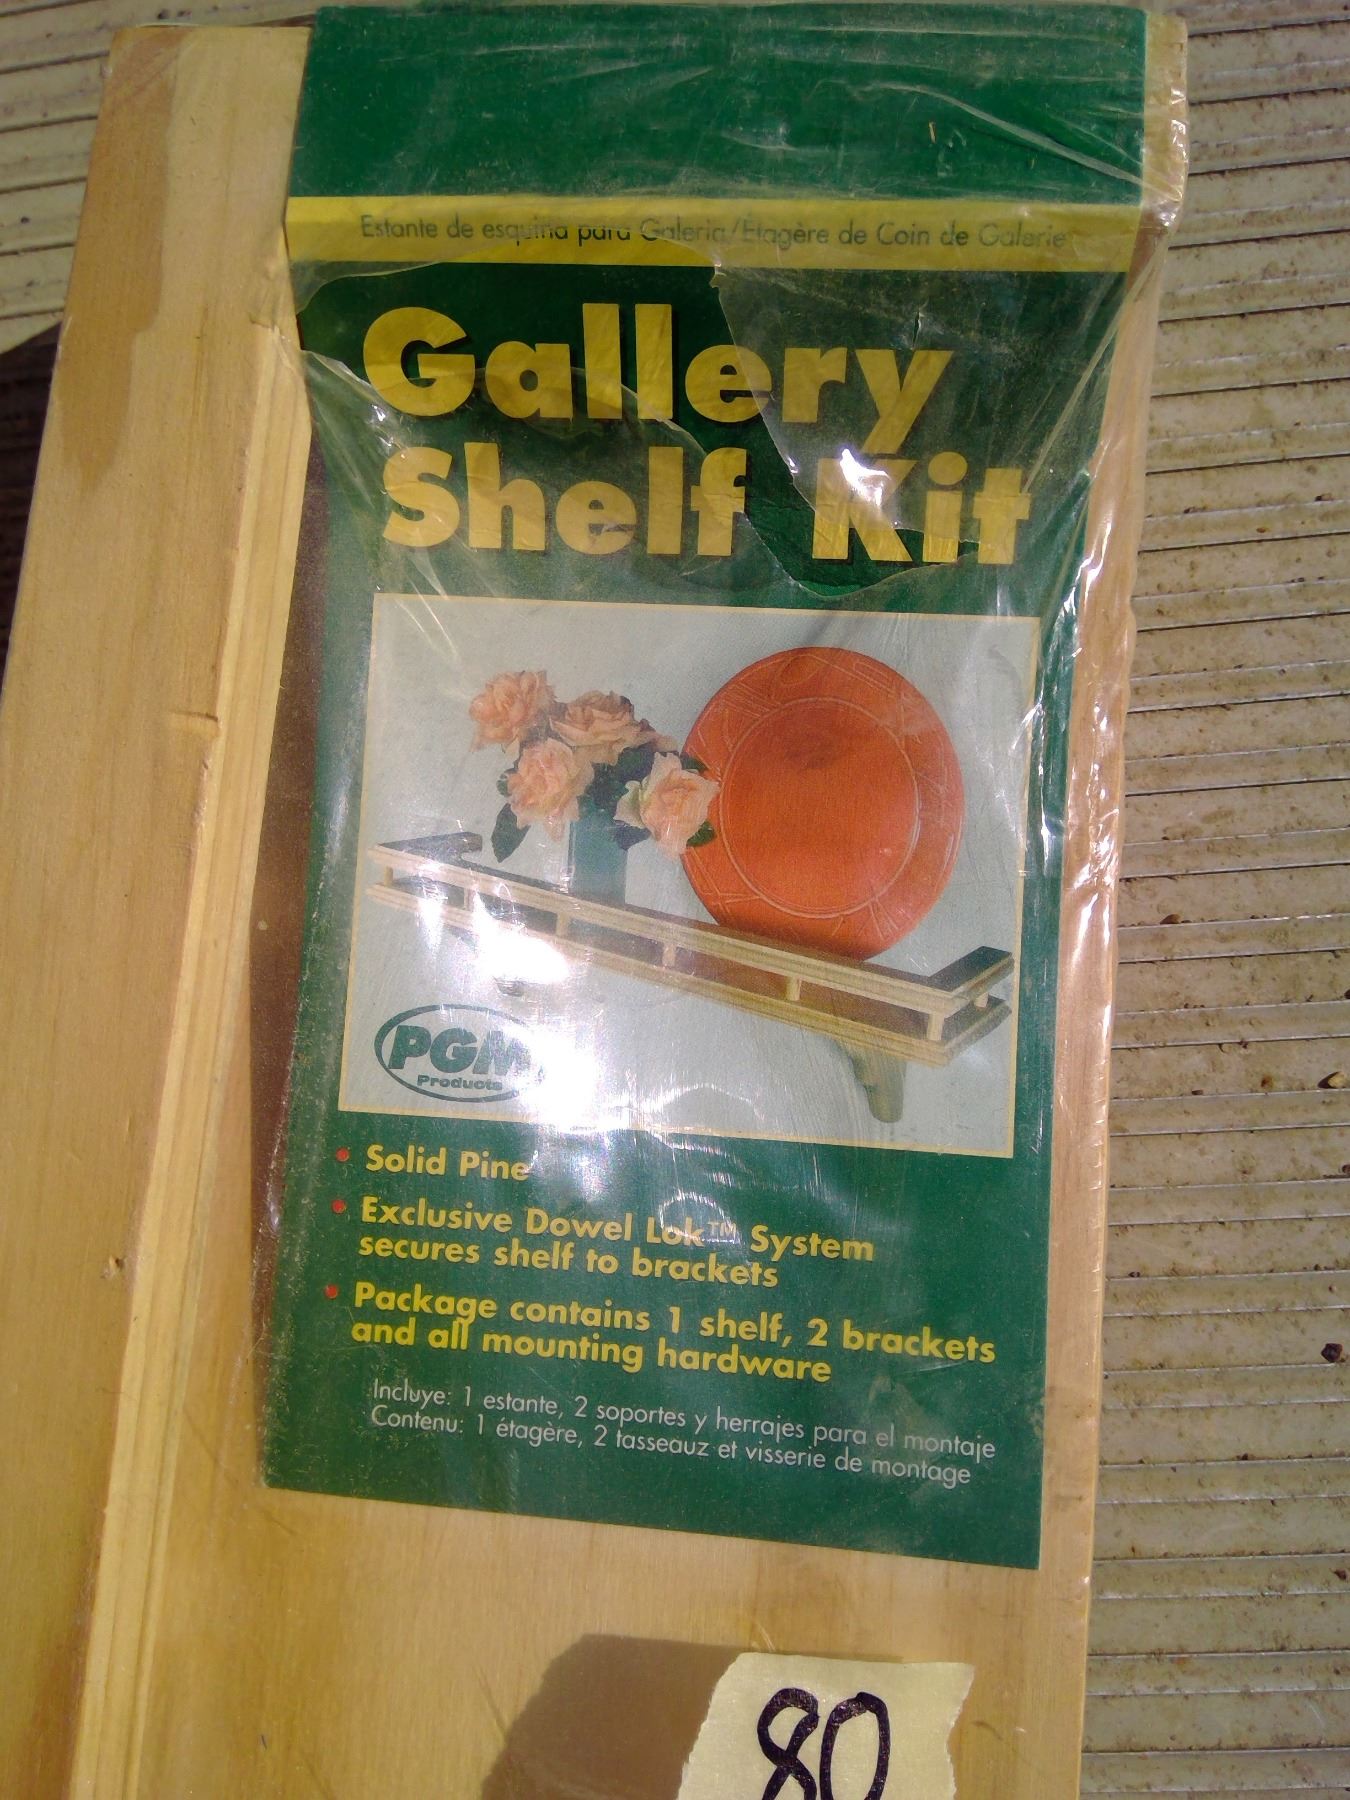 Estante de esquina para Galeria/Étagère de Coin de Galerie
Gallery
Shelf Kit
PGM
Products
• Solid Pine
• Exclusive Dowel Lok™ System
secures shelf to brackets
• Package contains 1 shelf, 2 brackets
and all mounting hardware
Incluye: 1 estante, 2 soportes y herrajes para el montaje
Contenu: 1 étagère, 2 tasseauz et visserie de montage
80